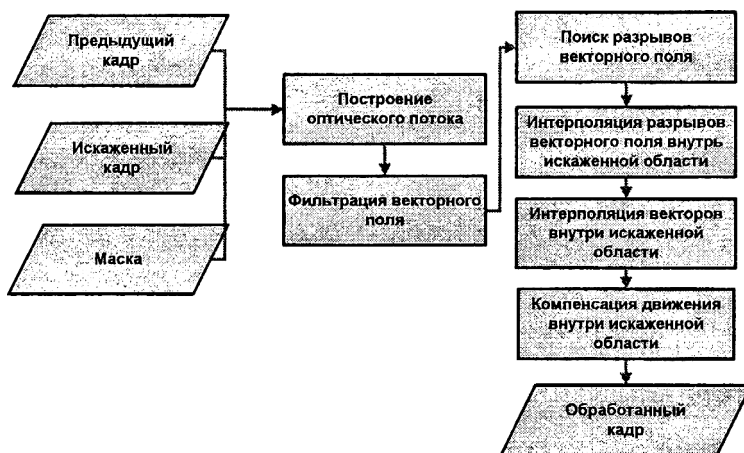 Предыдущий
кадр
Искаженный
кадр
Маска
Построение
оптического потока
Фильтрация векторного
поля
Поиск разрывов
векторного поля
Интерполяция разрывов
векторного поля внутрь
искаженной области
Интерполяция векторов
внутри искаженной
области
Компенсация движения
внутри искаженной
области
Обработанный
кадр